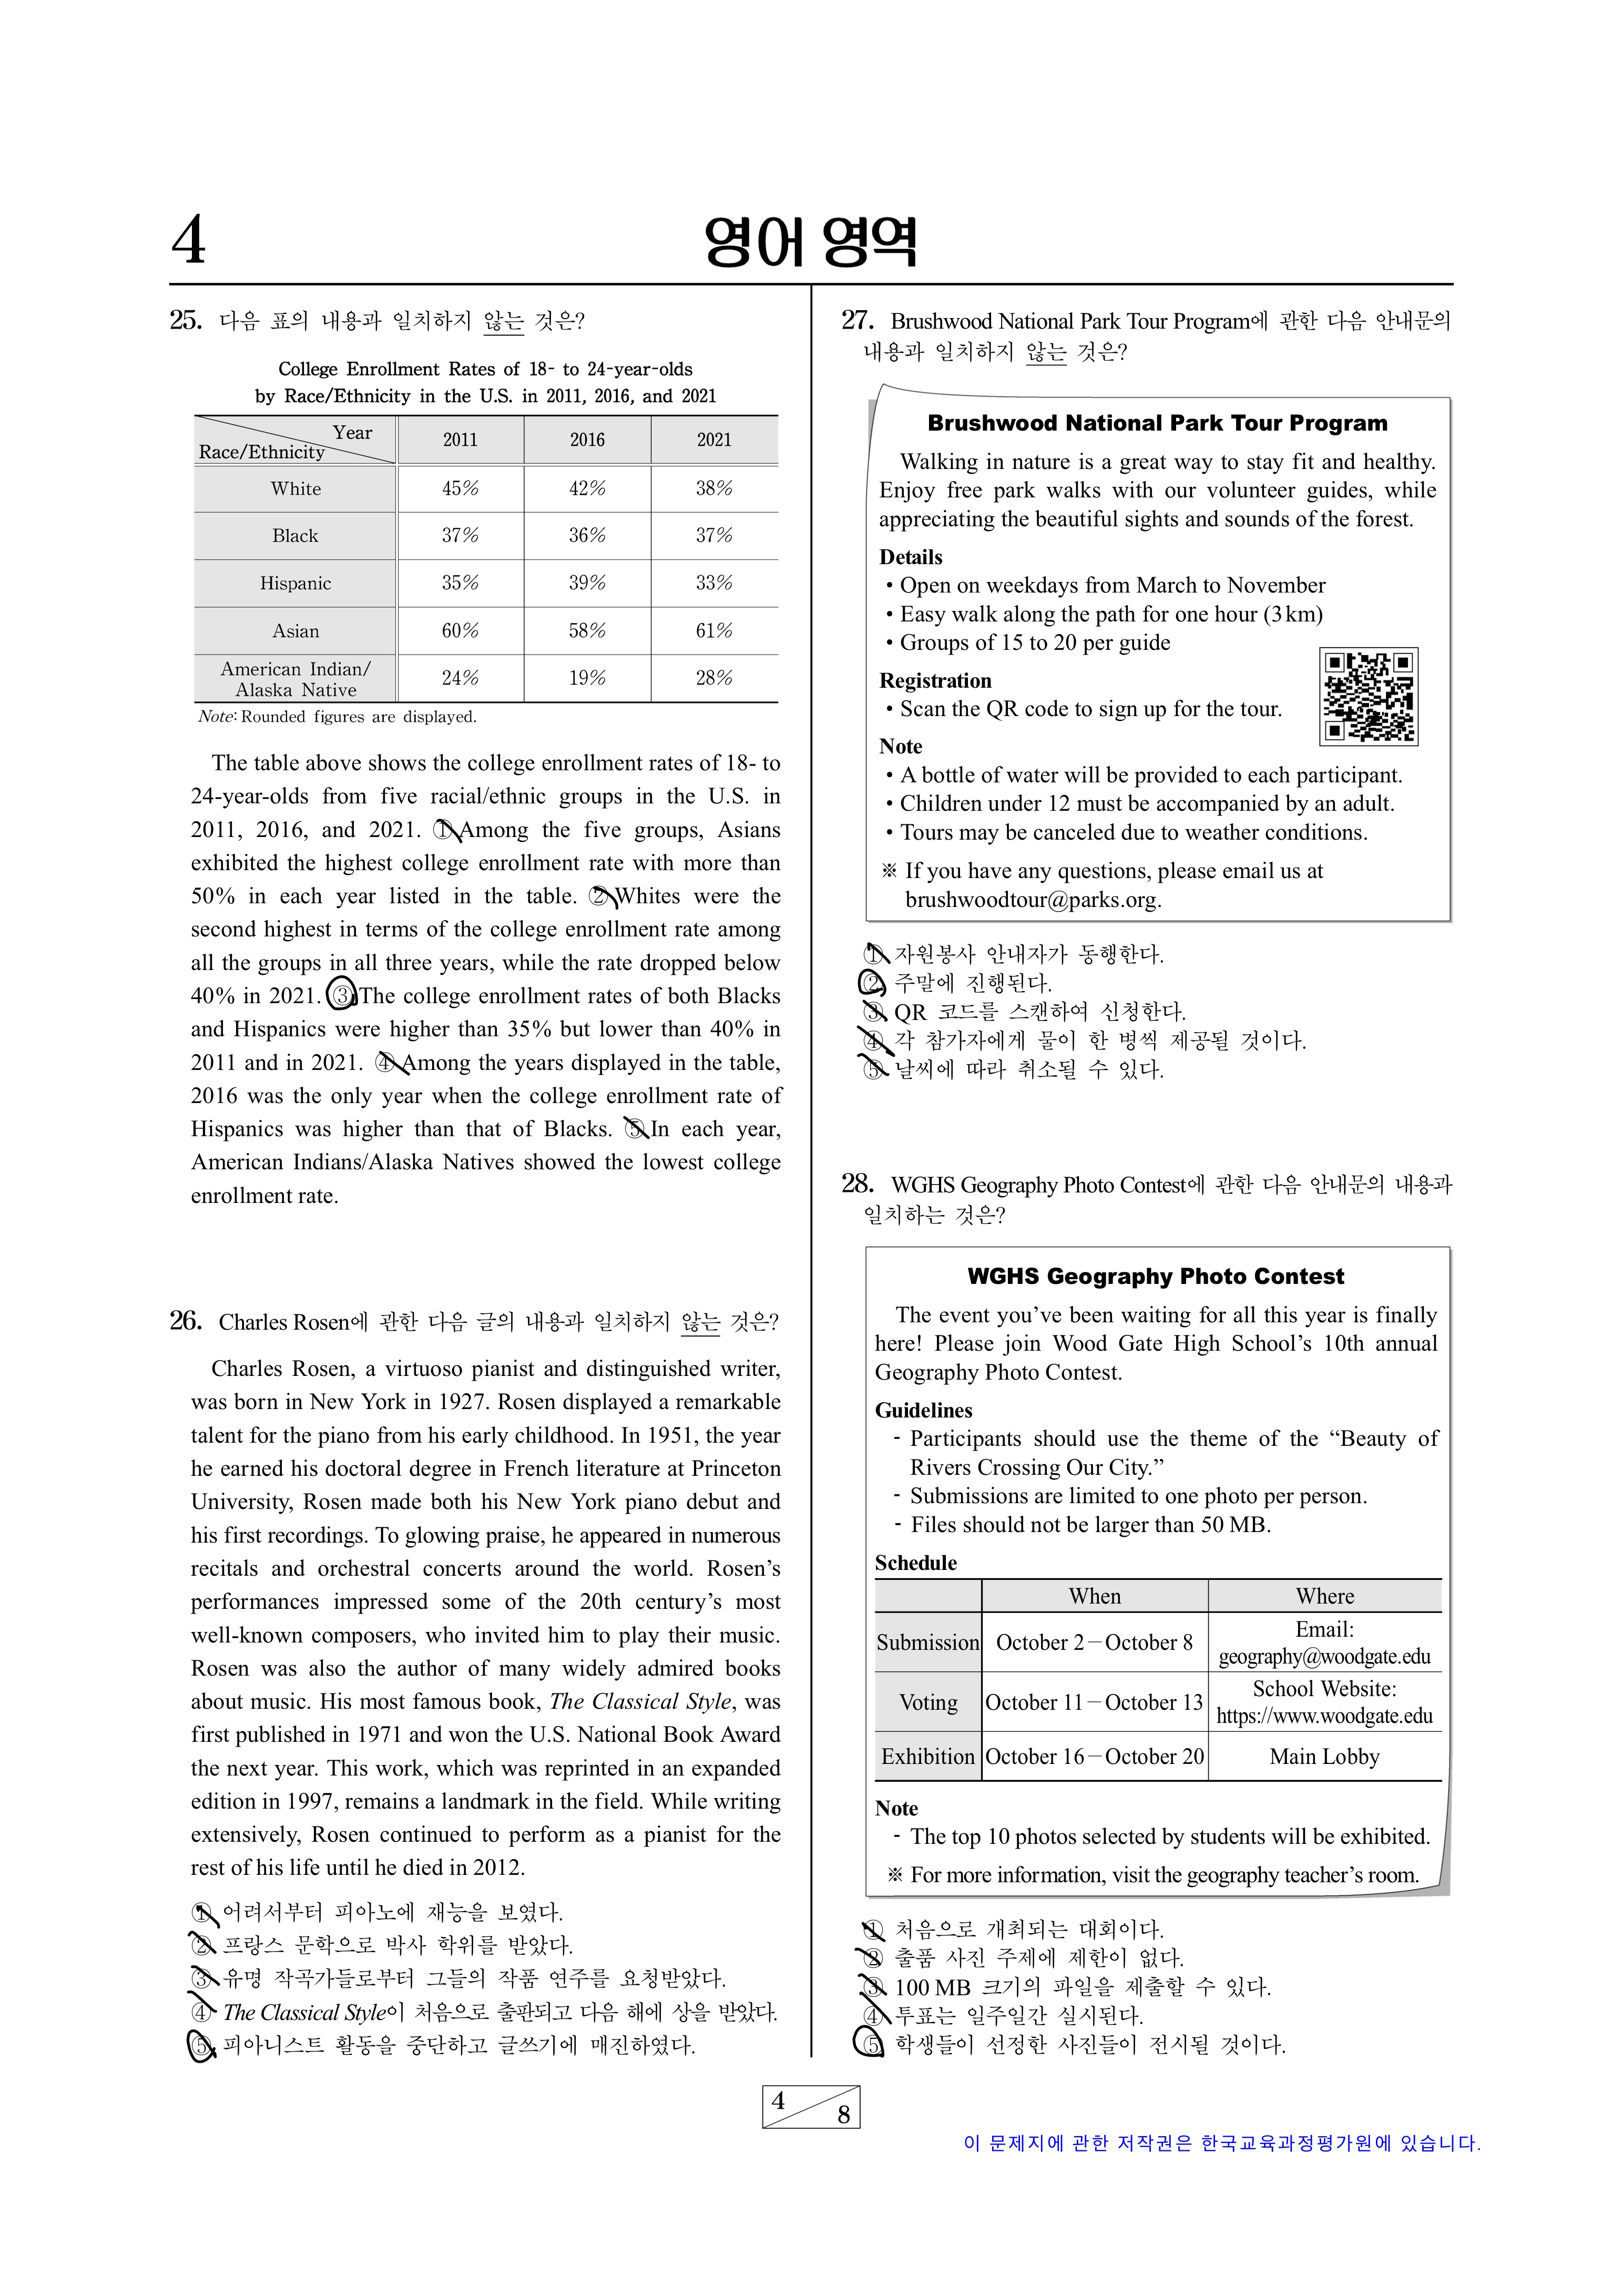 4
영어 영역
25. 다음 표의 내용과 일치하지 않는 것은?
College Enrollment Rates of 18- to 24-year-olds
by Race/Ethnicity in the U.S. in 2011, 2016, and 2021
Year
Race/Ethnicity
2011 2016 2021
White 45% 42% 38%
Black 37% 36% 37%
Hispanic 35% 39% 33%
Asian 60% 58% 61%
American Indian/
Alaska Native
24% 19% 28%
Note: Rounded figures are displayed.
The table above shows the college enrollment rates of 18- to
24-year-olds from five racial/ethnic groups in the U.S. in
2011, 2016, and 2021. ① Among the five groups, Asians
exhibited the highest college enrollment rate with more than
50% in each year listed in the table. ② Whites were the
second highest in terms of the college enrollment rate among
all the groups in all three years, while the rate dropped below
40% in 2021. ③ The college enrollment rates of both Blacks
and Hispanics were higher than 35% but lower than 40% in
2011 and in 2021. ④ Among the years displayed in the table,
2016 was the only year when the college enrollment rate of
Hispanics was higher than that of Blacks. ⑤ In each year,
American Indians/Alaska Natives showed the lowest college
enrollment rate.
26. Charles Rosen에 관한 다음 글의 내용과 일치하지 않는 것은?
Charles Rosen, a virtuoso pianist and distinguished writer,
was born in New York in 1927. Rosen displayed a remarkable
talent for the piano from his early childhood. In 1951, the year
he earned his doctoral degree in French literature at Princeton
University, Rosen made both his New York piano debut and
his first recordings. To glowing praise, he appeared in numerous
recitals and orchestral concerts around the world. Rosen's
performances impressed some of the 20th century's most
well-known composers, who invited him to play their music.
Rosen was also the author of many widely admired books
about music. His most famous book, The Classical Style, was
first published in 1971 and won the U.S. National Book Award
the next year. This work, which was reprinted in an expanded
edition in 1997, remains a landmark in the field. While writing
extensively, Rosen continued to perform as a pianist for the
rest of his life until he died in 2012.
① 어려서부터 피아노에 재능을 보였다.
② 프랑스 문학으로 박사 학위를 받았다.
③ 유명 작곡가들로부터 그들의 작품 연주를 요청받았다.
④ The Classical Style이 처음으로 출판되고 다음 해에 상을 받았다.
⑤ 피아니스트 활동을 중단하고 글쓰기에 매진하였다.
27. Brushwood National Park Tour Program에 관한 다음 안내문의
내용과 일치하지 않는 것은?
Brushwood National Park Tour Program
Walking in nature is a great way to stay fit and healthy.
Enjoy free park walks with our volunteer guides, while
appreciating the beautiful sights and sounds of the forest.
Details
• Open on weekdays from March to November
• Easy walk along the path for one hour (3 km)
• Groups of 15 to 20 per guide
Registration
• Scan the QR code to sign up for the tour.
Note
• A bottle of water will be provided to each participant.
• Children under 12 must be accompanied by an adult.
• Tours may be canceled due to weather conditions.
※ If you have any questions, please email us at
brushwoodtour@parks.org.
① 자원봉사 안내자가 동행한다.
② 주말에 진행된다.
③ QR 코드를 스캔하여 신청한다.
④ 각 참가자에게 물이 한 병씩 제공될 것이다.
⑤ 날씨에 따라 취소될 수 있다.
28. WGHS Geography Photo Contest에 관한 다음 안내문의 내용과
일치하는 것은?
WGHS Geography Photo Contest
The event you've been waiting for all this year is finally
here! Please join Wood Gate High School's 10th annual
Geography Photo Contest.
Guidelines
- Participants should use the theme of the “Beauty of
Rivers Crossing Our City.”
- Submissions are limited to one photo per person.
- Files should not be larger than 50 MB.
Schedule
When Where
Submission October 2 — October 8 Email:
geography@woodgate.edu
Voting October 11 — October 13 School Website:
https://www.woodgate.edu
Exhibition October 16 — October 20 Main Lobby
Note
- The top 10 photos selected by students will be exhibited.
※ For more information, visit the geography teacher's room.
① 처음으로 개최되는 대회이다.
② 출품 사진 주제에 제한이 없다.
③ 100 MB 크기의 파일을 제출할 수 있다.
④ 투표는 일주일간 실시된다.
⑤ 학생들이 선정한 사진들이 전시될 것이다.
4
8
이 문제지에 관한 저작권은 한국교육과정평가원에 있습니다.